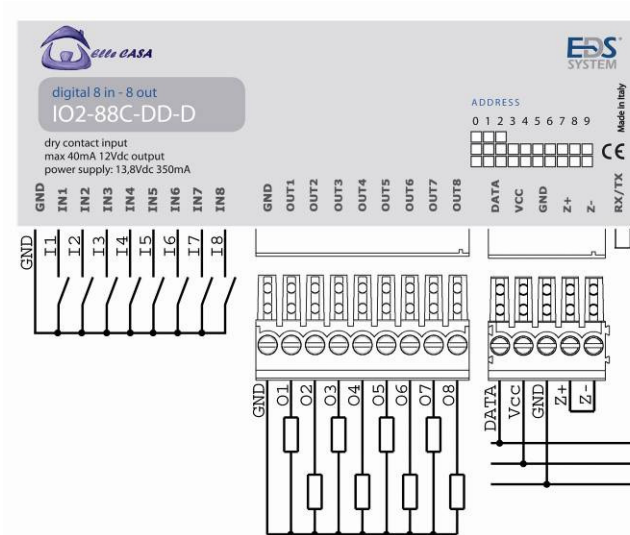 elle CASA
EDS
SYSTEM
digital 8 in - 8 out
IO2-88C-DD-D
dry contact input
max 40mA 12Vdc output
power supply: 13,8Vdc 350mA
ADDRESS
0 1 2 3 4 5 6 7 8 9
Made in Italy
CE
GND IN1 IN2 IN3 IN4 IN5 IN6 IN7 IN8
GND OUT1 OUT2 OUT3 OUT4 OUT5 OUT6 OUT7 OUT8
DATA VCC GND Z+ Z-
RX/TX
GND I1 I2 I3 I4 I5 I6 I7 I8
GND O1 O2 O3 O4 O5 O6 O7 O8
DATA Vcc GND Z+ Z-